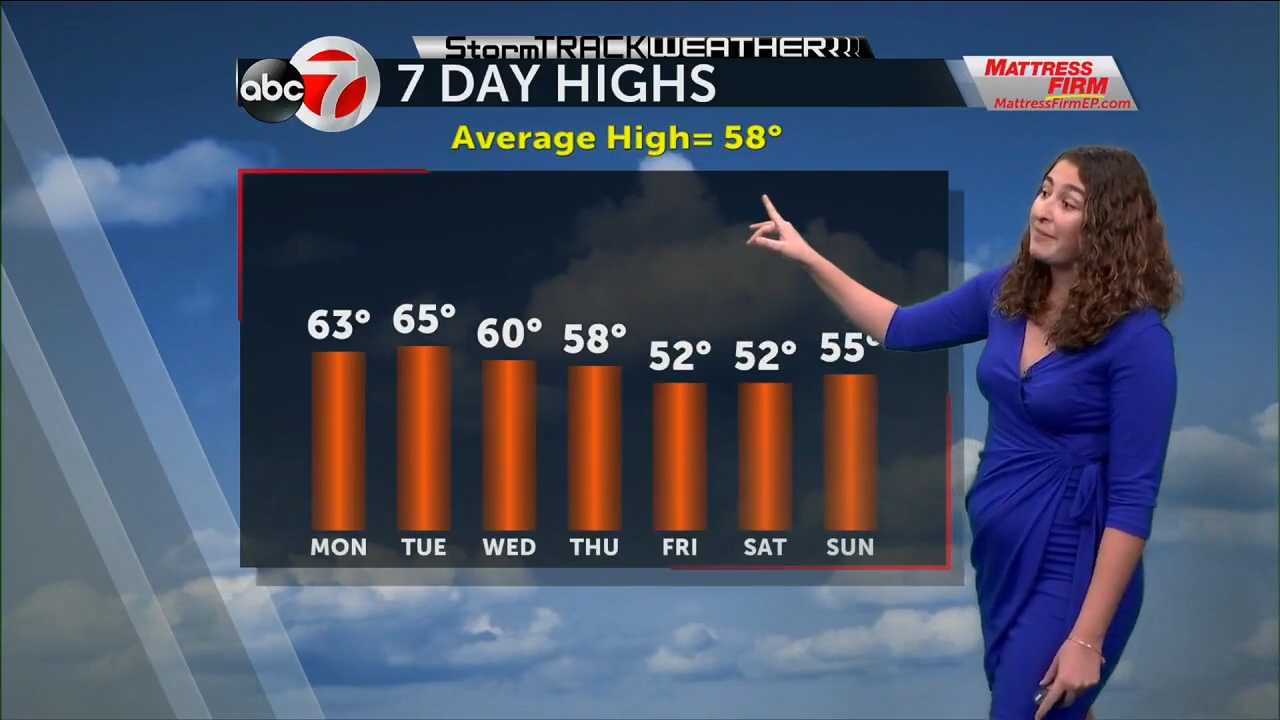 StormTRACKWEATHER
abc 7
7 DAY HIGHS
MATTRESS
FIRM
MattressFirmEP.com
Average High= 58°
63° 65° 60° 58° 52° 52° 55°
MON TUE WED THU FRI SAT SUN